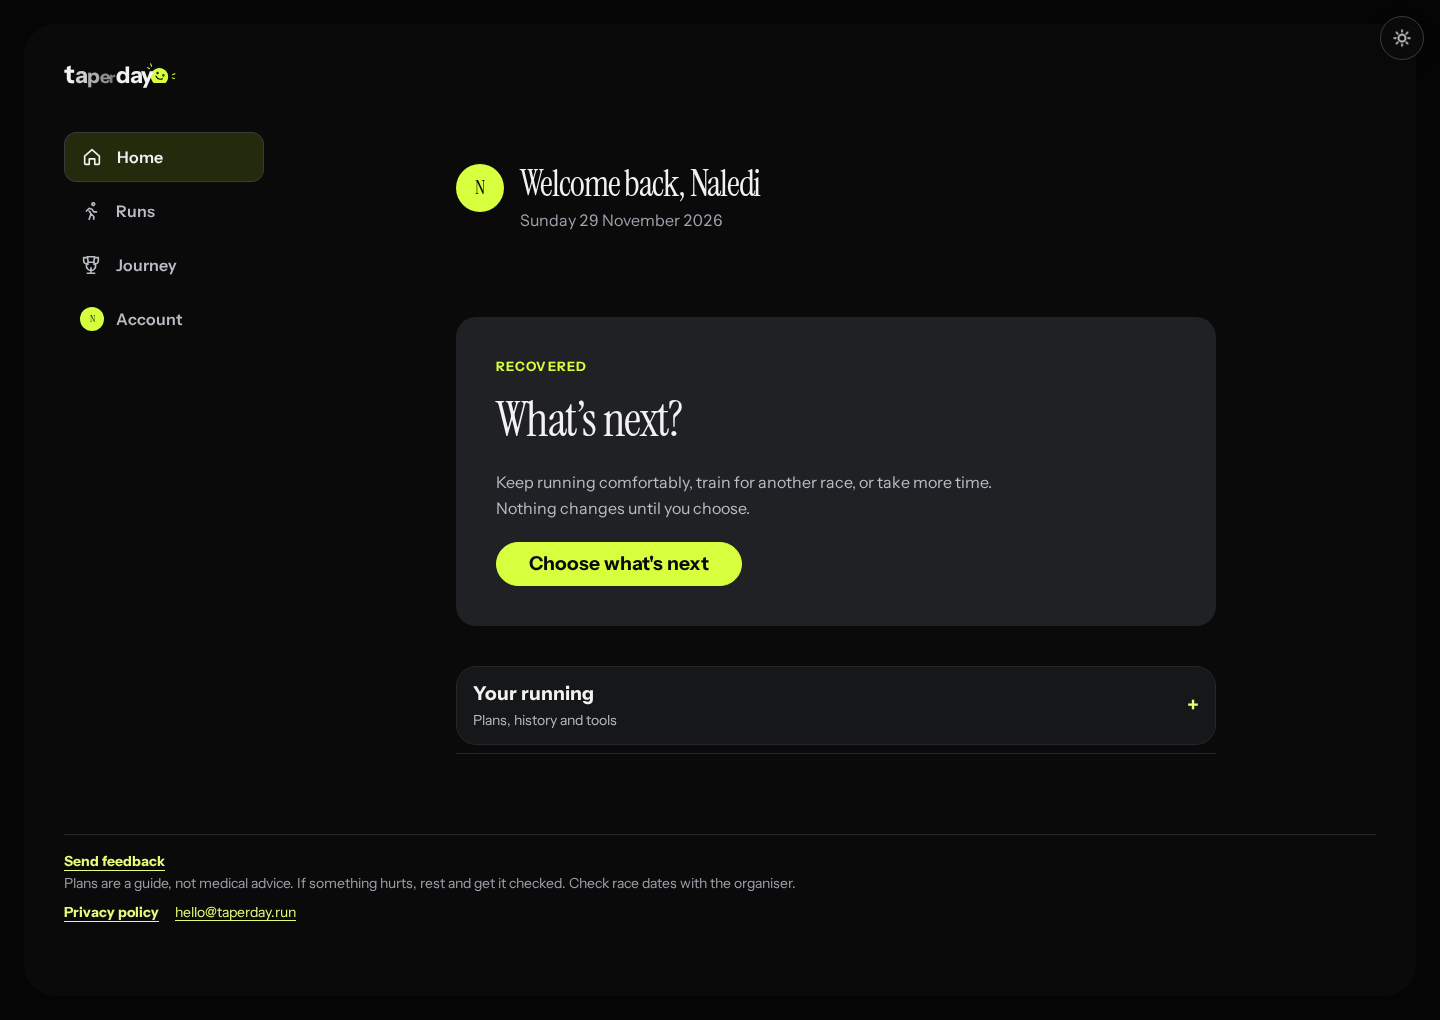 taperday
Home
Runs
Journey
N Account
N
Welcome back, Naledi
Sunday 29 November 2026
RECOVERED
What’s next?
Keep running comfortably, train for another race, or take more time.
Nothing changes until you choose.
Choose what's next
Your running
Plans, history and tools
+
Send feedback
Plans are a guide, not medical advice. If something hurts, rest and get it checked. Check race dates with the organiser.
Privacy policy hello@taperday.run